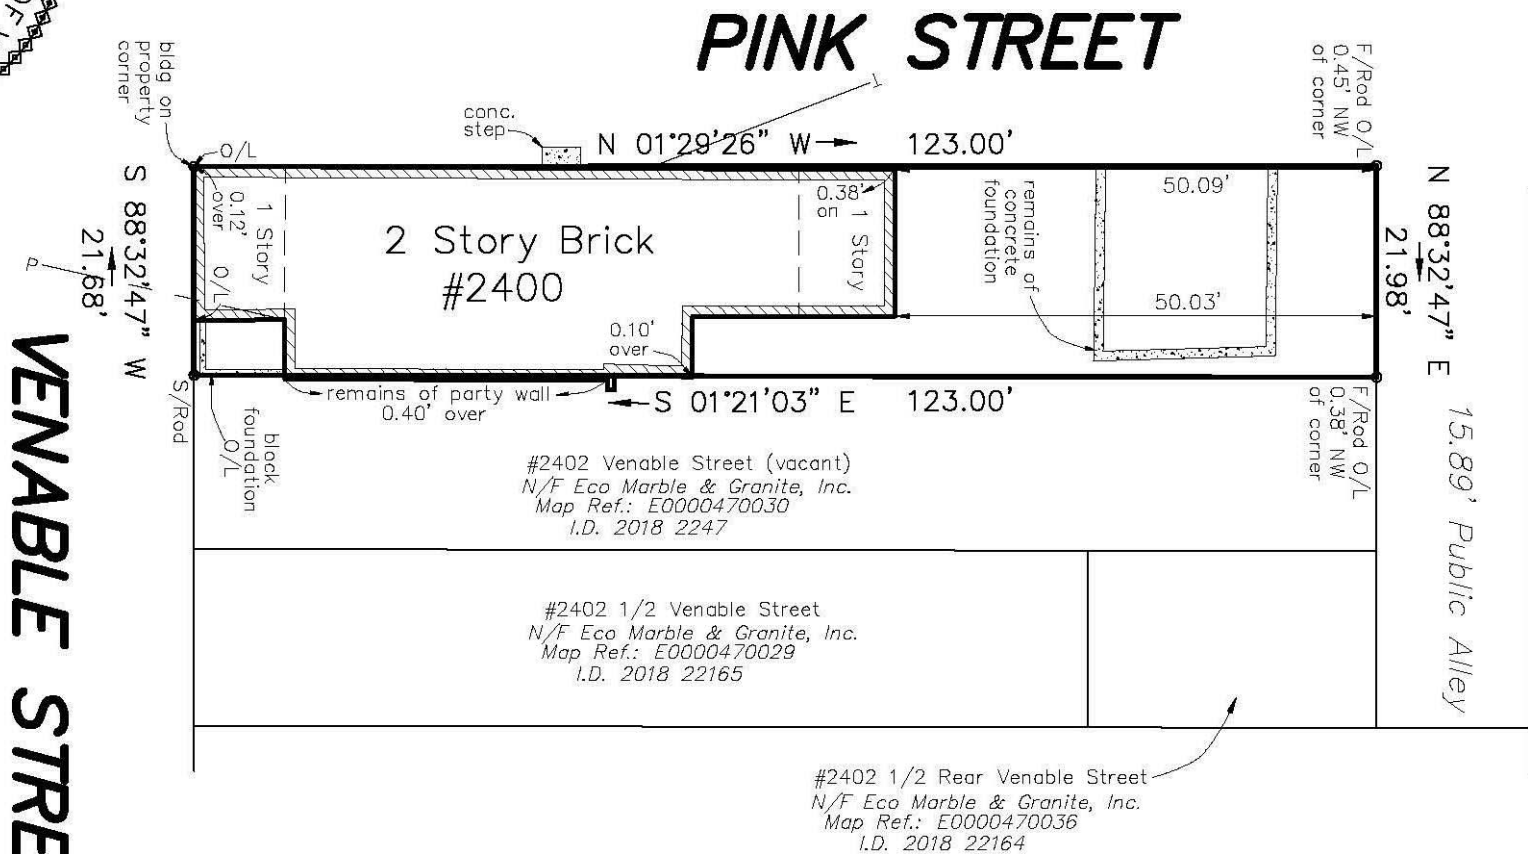 PINK STREET
bldg on
property
corner
conc.
step
N 01°29'26" W
123.00'
F/Rod O/L
0.45' NW
of corner
O/L
0.12'
over
1 Story
O/L
2 Story Brick
#2400
0.38'
on
1 Story
remains of
concrete
foundation
50.09'
50.03'
S 88°32'47" W
21.68'
P
N 88°32'47" E
21.98'
0.10'
over
remains of party wall
0.40' over
S 01°21'03" E
123.00'
S/Rod
block
foundation
O/L
F/Rod O/L
0.38' NW
of corner
15.89' Public Alley
VENABLE STRE
#2402 Venable Street (vacant)
N/F Eco Marble & Granite, Inc.
Map Ref.: E0000470030
I.D. 2018 2247
#2402 1/2 Venable Street
N/F Eco Marble & Granite, Inc.
Map Ref.: E0000470029
I.D. 2018 22165
#2402 1/2 Rear Venable Street
N/F Eco Marble & Granite, Inc.
Map Ref.: E0000470036
I.D. 2018 22164